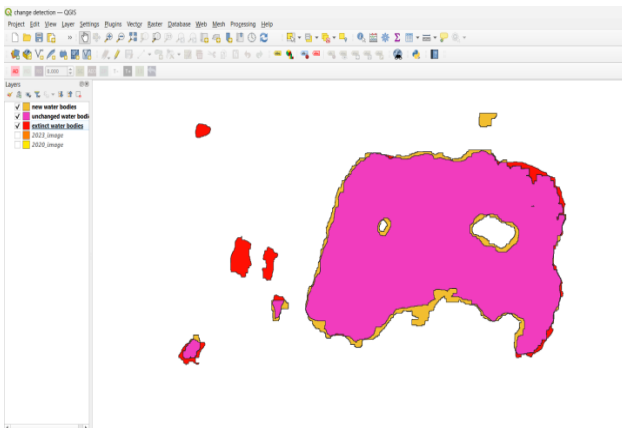 change detection — QGIS
Project Edit View Layer Settings Plugins Vector Raster Database Web Mesh Processing Help
Layers
new water bodies
unchanged water bodi
extinct water bodies
2023_image
2020_image